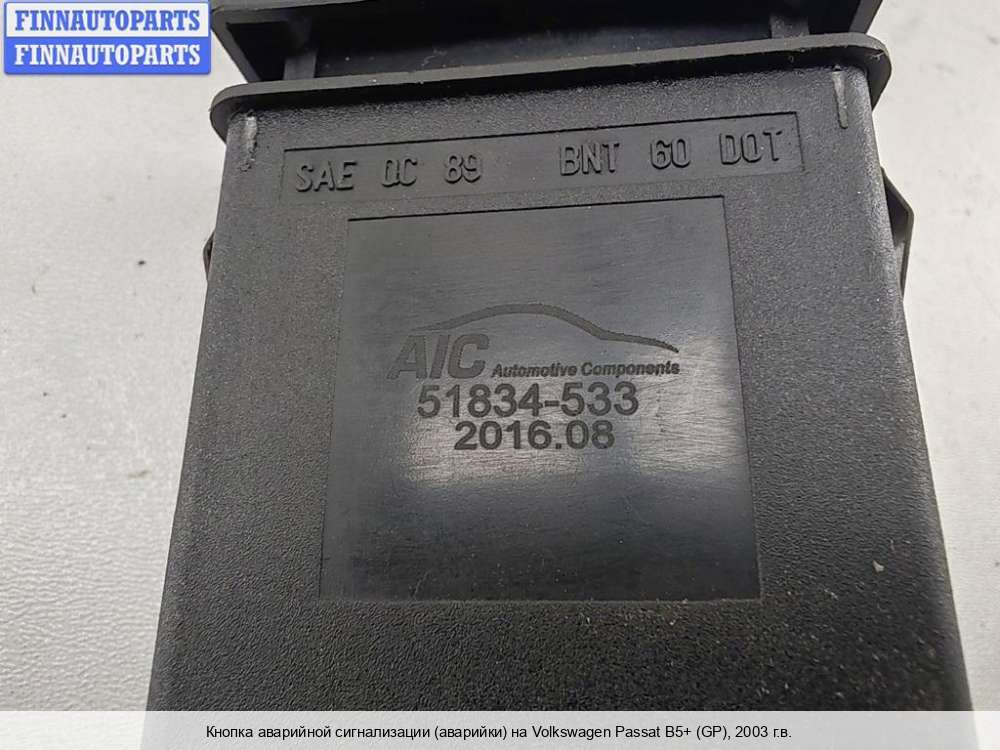 FINNAUTOPARTS
FINNAUTOPARTS
SAE QC 89 BNT 60 DOT
AIC Automotive Components
51834-533
2016.08
Кнопка аварийной сигнализации (аварийки) на Volkswagen Passat B5+ (GP), 2003 г.в.